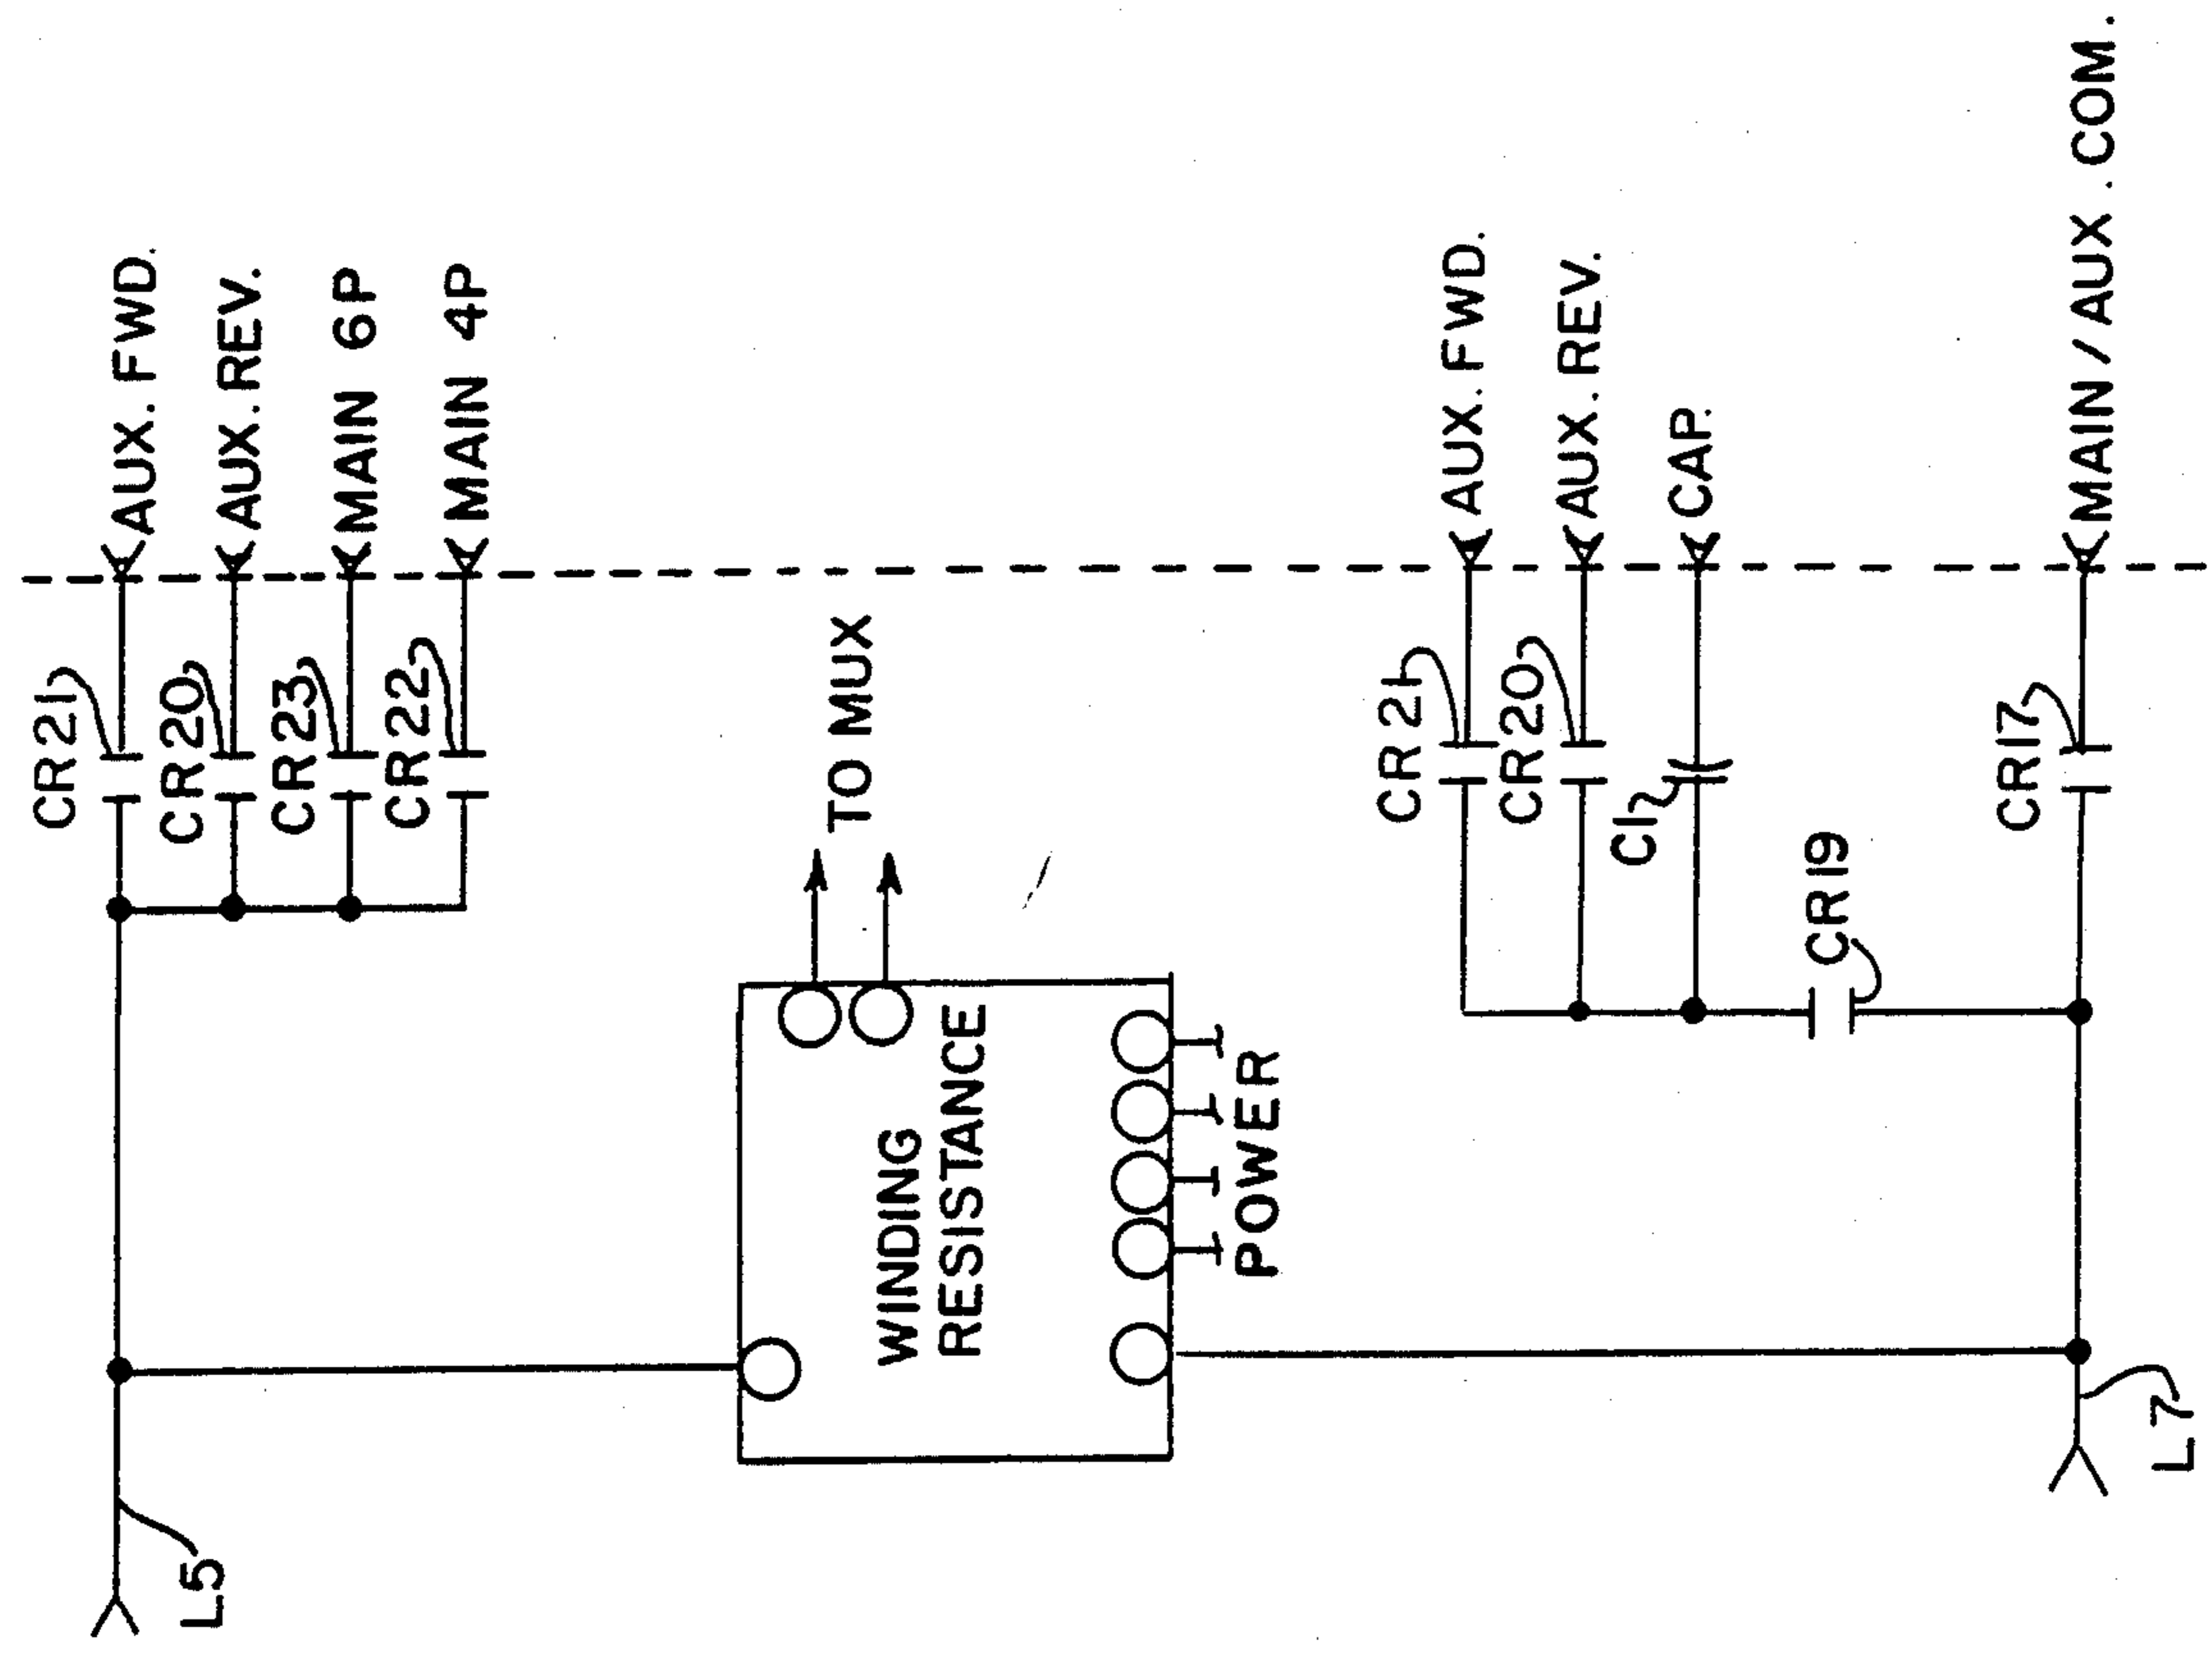 CR21
AUX. FWD.
CR20
AUX. REV.
CR23
MAIN 6P
CR22
MAIN 4P
L5
TO MUX
WINDING
RESISTANCE
POWER
CR21
AUX. FWD.
CR20
AUX. REV.
C1
CAP.
CR19
CR17
MAIN / AUX. COM.
L7